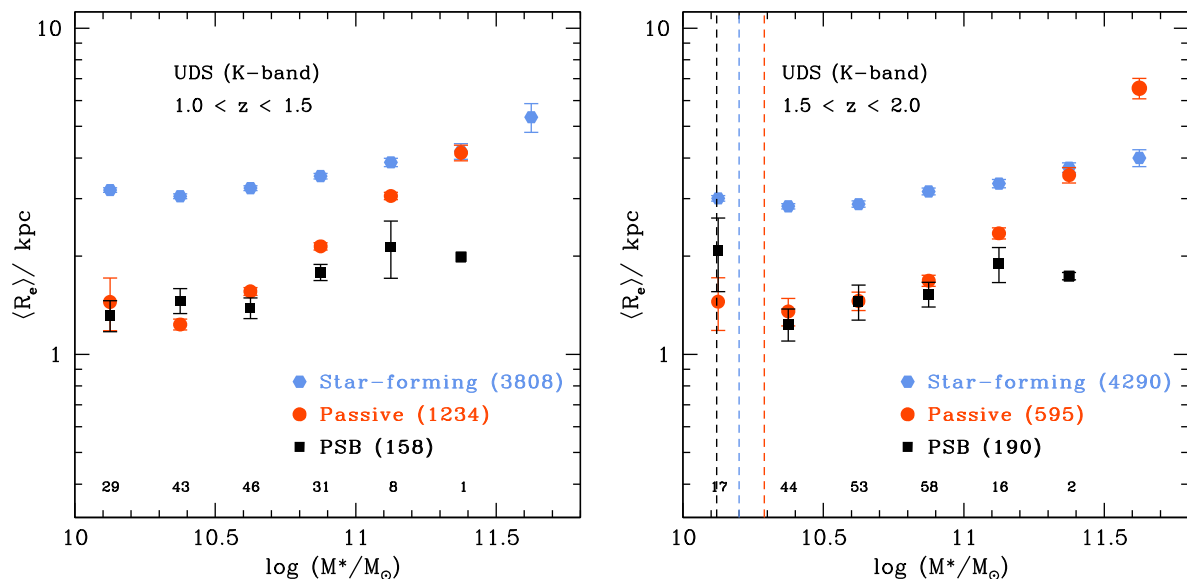 10
UDS (K-band)
1.0 < z < 1.5
⟨R_e⟩/ kpc
1
Star-forming (3808)
Passive (1234)
PSB (158)
29 43 46 31 8 1
10 10.5 11 11.5
log (M*/M⊙)
10
UDS (K-band)
1.5 < z < 2.0
⟨R_e⟩/ kpc
1
Star-forming (4290)
Passive (595)
PSB (190)
17 44 53 58 16 2
10 10.5 11 11.5
log (M*/M⊙)